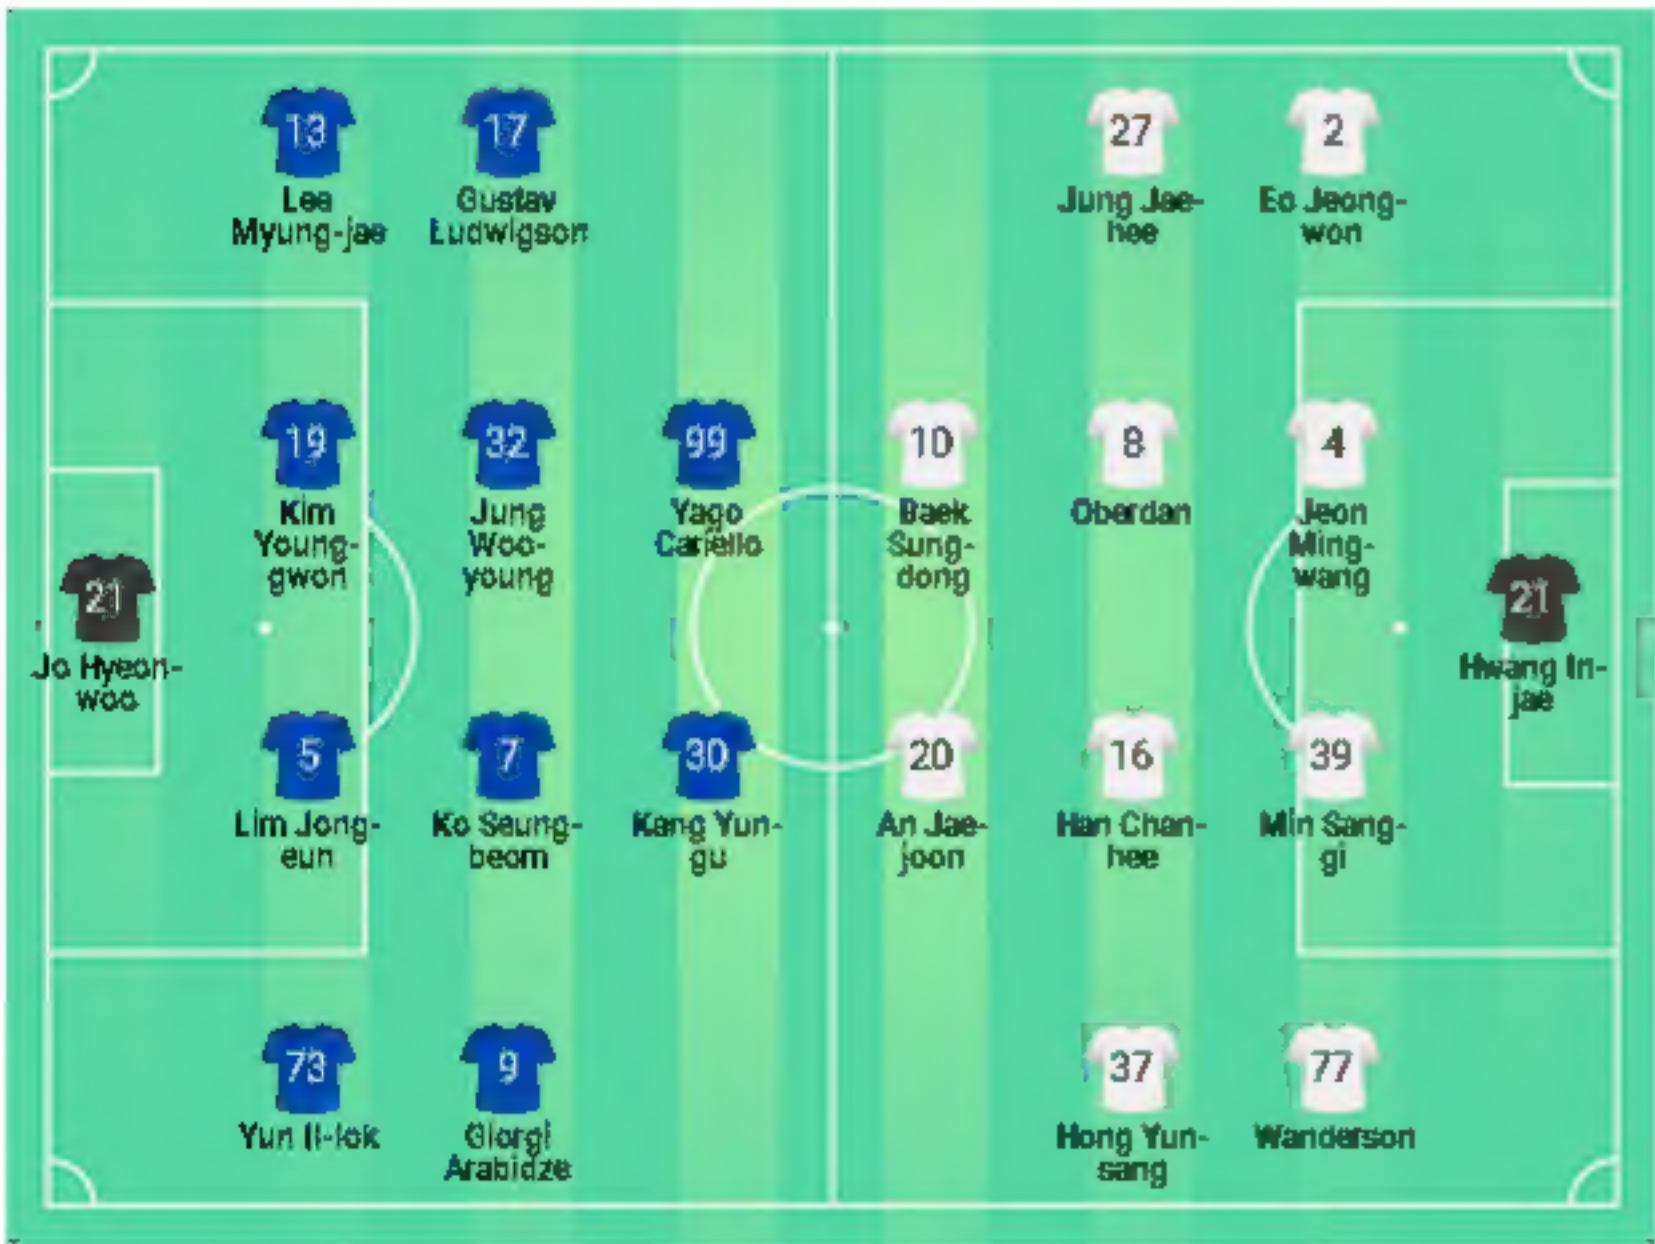 13
Lee
Myung-jae
17
Gustav
Ludwigson
27
Jung Jae-
hee
2
Eo Jeong-
won
19
Kim
Young-
gwon
32
Jung
Woo-
young
99
Yago
Cariello
10
Baek
Sung-
dong
8
Oberdan
4
Jeon
Ming-
wang
21
Jo Hyeon-
woo
21
Hwang In-
jae
5
Lim Jong-
eun
7
Ko Seung-
beom
30
Kang Yun-
gu
20
An Jae-
joon
16
Han Chan-
hee
39
Min Sang-
gi
73
Yun Il-lok
9
Giorgi
Arabidze
37
Hong Yun-
sang
77
Wanderson